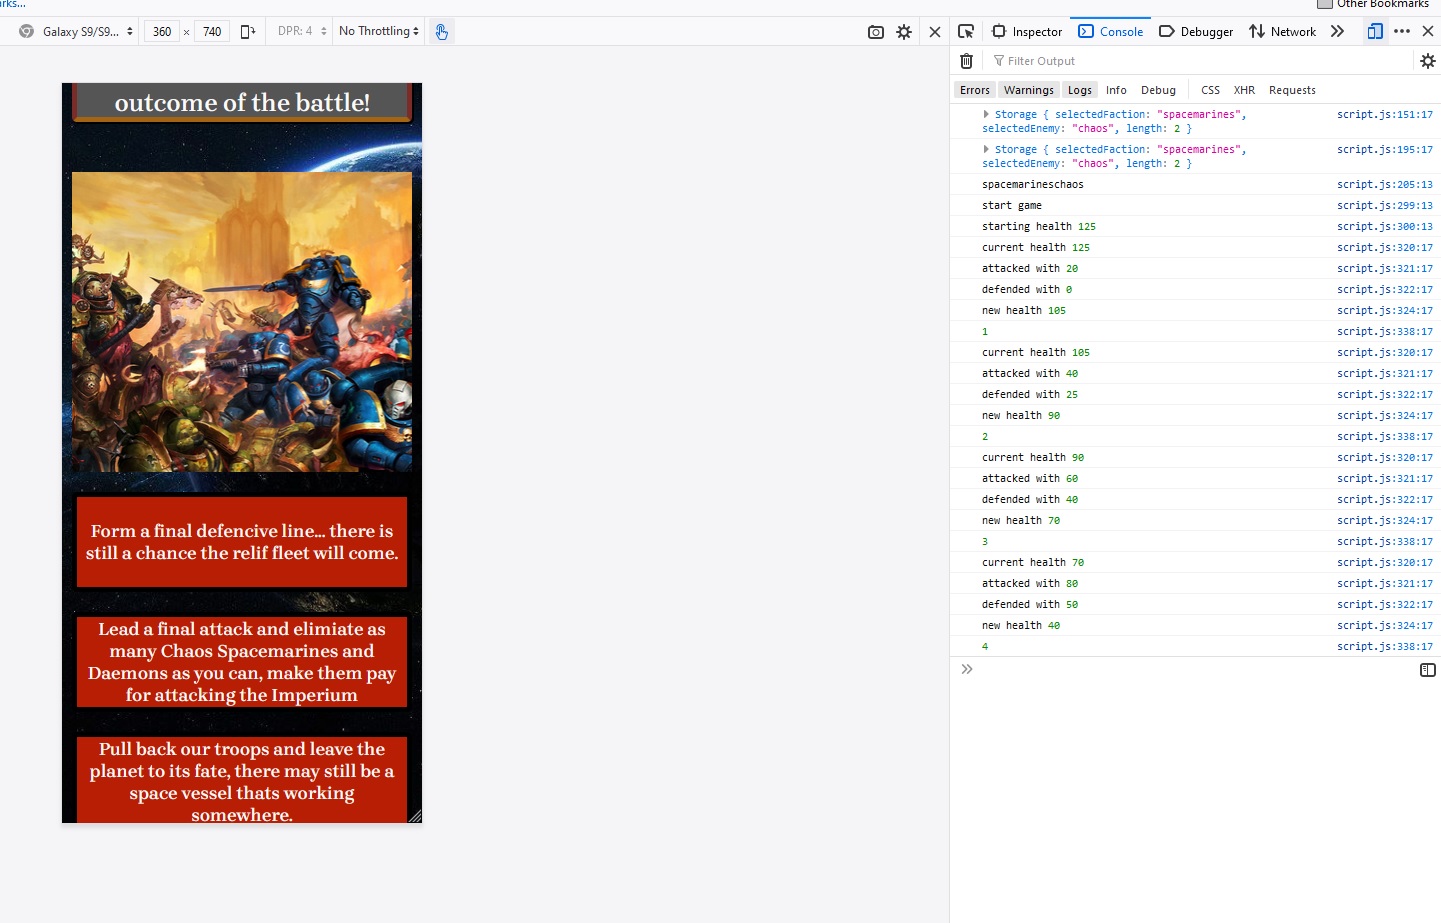 rks...
Other Bookmarks
Galaxy S9/S9...
360 × 740
DPR: 4
No Throttling
Inspector
Console
Debugger
Network
Filter Output
Errors
Warnings
Logs
Info
Debug
CSS
XHR
Requests
outcome of the battle!
Form a final defencive line... there is
still a chance the relif fleet will come.
Lead a final attack and elimiate as
many Chaos Spacemarines and
Daemons as you can, make them pay
for attacking the Imperium
Pull back our troops and leave the
planet to its fate, there may still be a
space vessel thats working
somewhere.
Storage { selectedFaction: "spacemarines", script.js:151:17
selectedEnemy: "chaos", length: 2 }
Storage { selectedFaction: "spacemarines", script.js:195:17
selectedEnemy: "chaos", length: 2 }
spacemarineschaos script.js:205:13
start game script.js:299:13
starting health 125 script.js:300:13
current health 125 script.js:320:17
attacked with 20 script.js:321:17
defended with 0 script.js:322:17
new health 105 script.js:324:17
1 script.js:338:17
current health 105 script.js:320:17
attacked with 40 script.js:321:17
defended with 25 script.js:322:17
new health 90 script.js:324:17
2 script.js:338:17
current health 90 script.js:320:17
attacked with 60 script.js:321:17
defended with 40 script.js:322:17
new health 70 script.js:324:17
3 script.js:338:17
current health 70 script.js:320:17
attacked with 80 script.js:321:17
defended with 50 script.js:322:17
new health 40 script.js:324:17
4 script.js:338:17